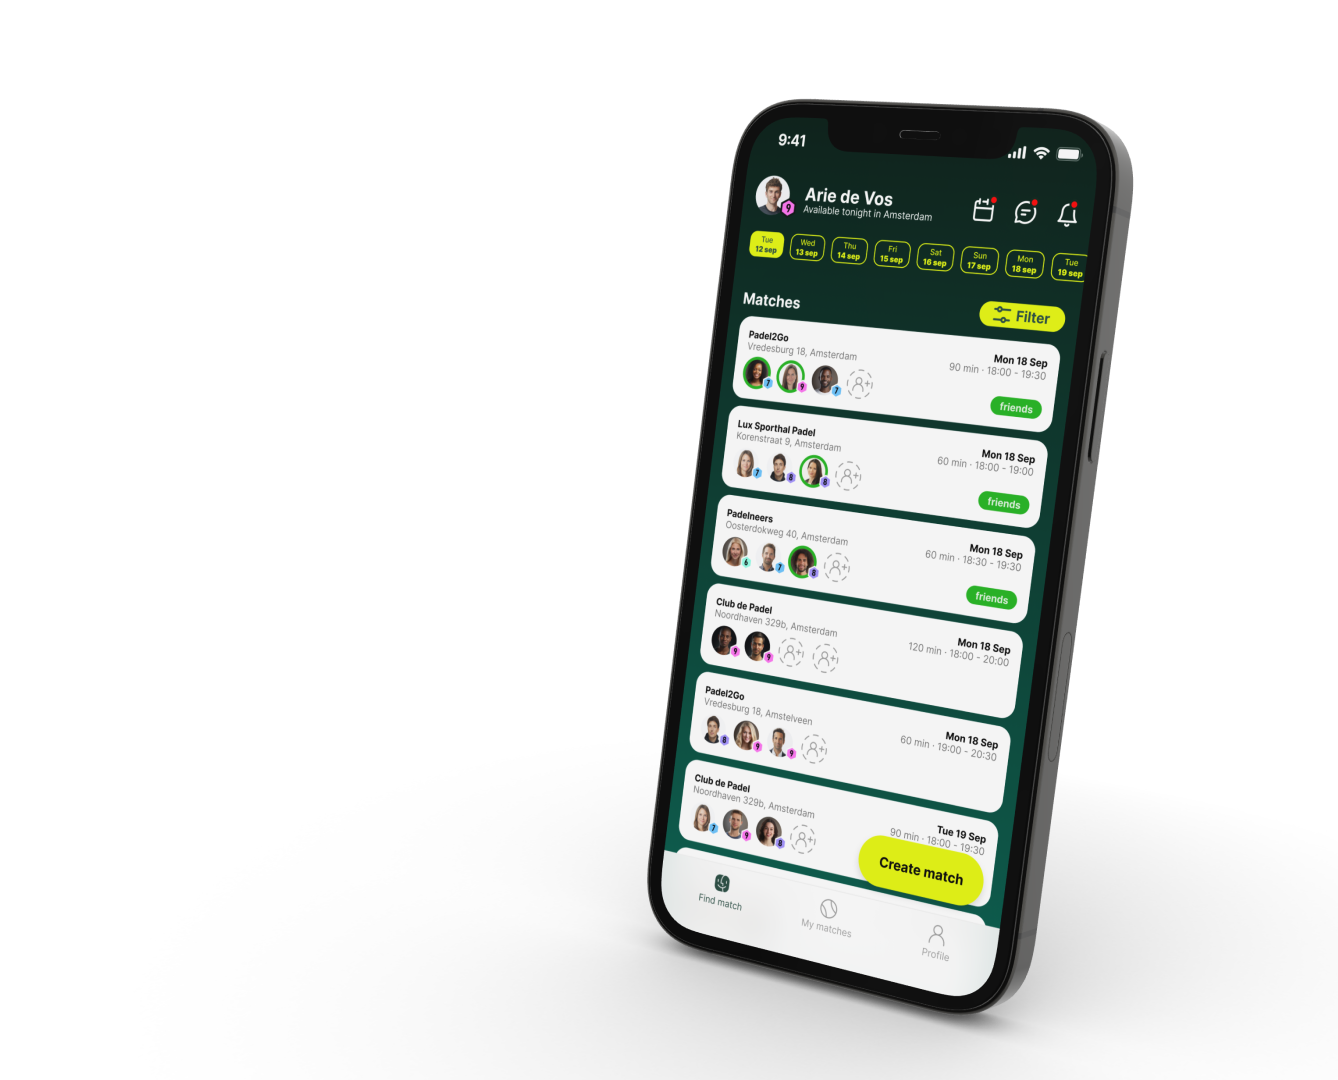 9:41
Arie de Vos
9
Available tonight in Amsterdam
Tue Wed Thu Fri Sat Sun Mon Tue
12 sep 13 sep 14 sep 15 sep 16 sep 17 sep 18 sep 19 sep
Matches
Filter
Padel2Go
Vredesburg 18, Amsterdam
Mon 18 Sep
90 min · 18:00 - 19:30
7 9 7
friends
Lux Sporthal Padel
Korenstraat 9, Amsterdam
Mon 18 Sep
60 min · 18:00 - 19:00
7 8 8
friends
Padelneers
Oosterdokweg 40, Amsterdam
Mon 18 Sep
60 min · 18:30 - 19:30
6 7 8
friends
Club de Padel
Noordhaven 329b, Amsterdam
Mon 18 Sep
120 min · 18:00 - 20:00
9 9
Padel2Go
Vredesburg 18, Amstelveen
Mon 18 Sep
60 min · 19:00 - 20:30
8 9 9
Club de Padel
Noordhaven 329b, Amsterdam
Tue 19 Sep
90 min · 18:00 - 19:30
7 9 8
Create match
Find match
My matches
Profile